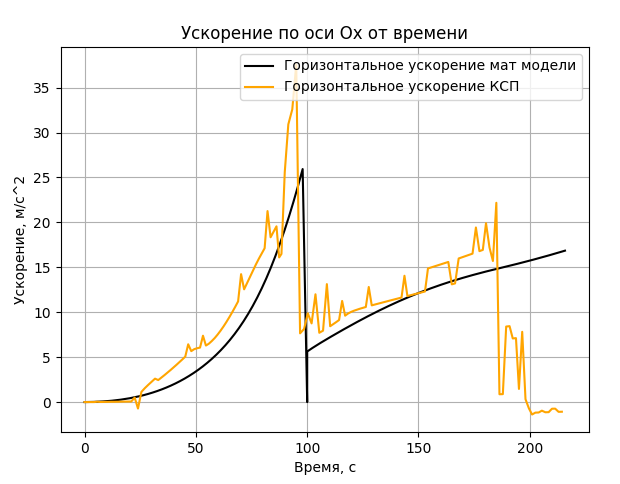 Ускорение по оси Ox от времени
Горизонтальное ускорение мат модели
Горизонтальное ускорение КСП
Ускорение, м/с^2
35
30
25
20
15
10
5
0
0 50 100 150 200
Время, с